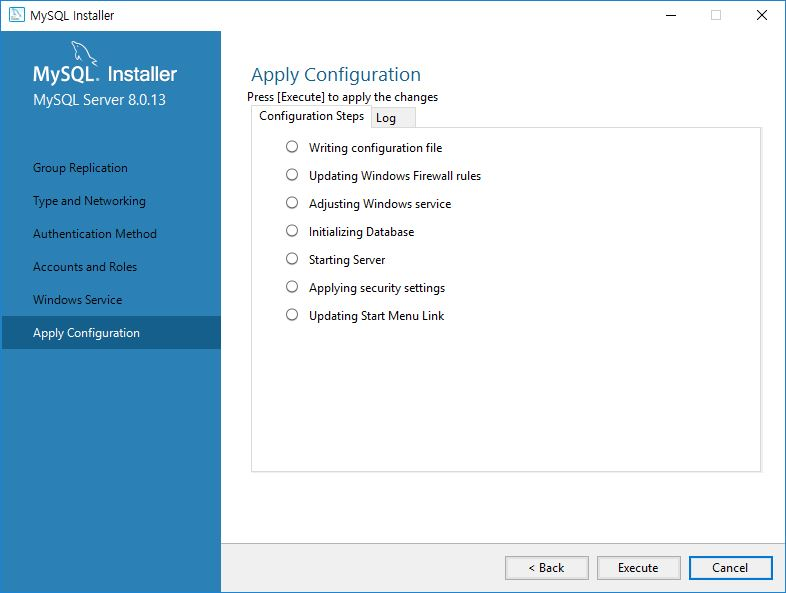 MySQL Installer
MySQL. Installer
MySQL Server 8.0.13
Group Replication
Type and Networking
Authentication Method
Accounts and Roles
Windows Service
Apply Configuration
Apply Configuration
Press [Execute] to apply the changes
Configuration Steps Log
Writing configuration file
Updating Windows Firewall rules
Adjusting Windows service
Initializing Database
Starting Server
Applying security settings
Updating Start Menu Link
< Back Execute Cancel